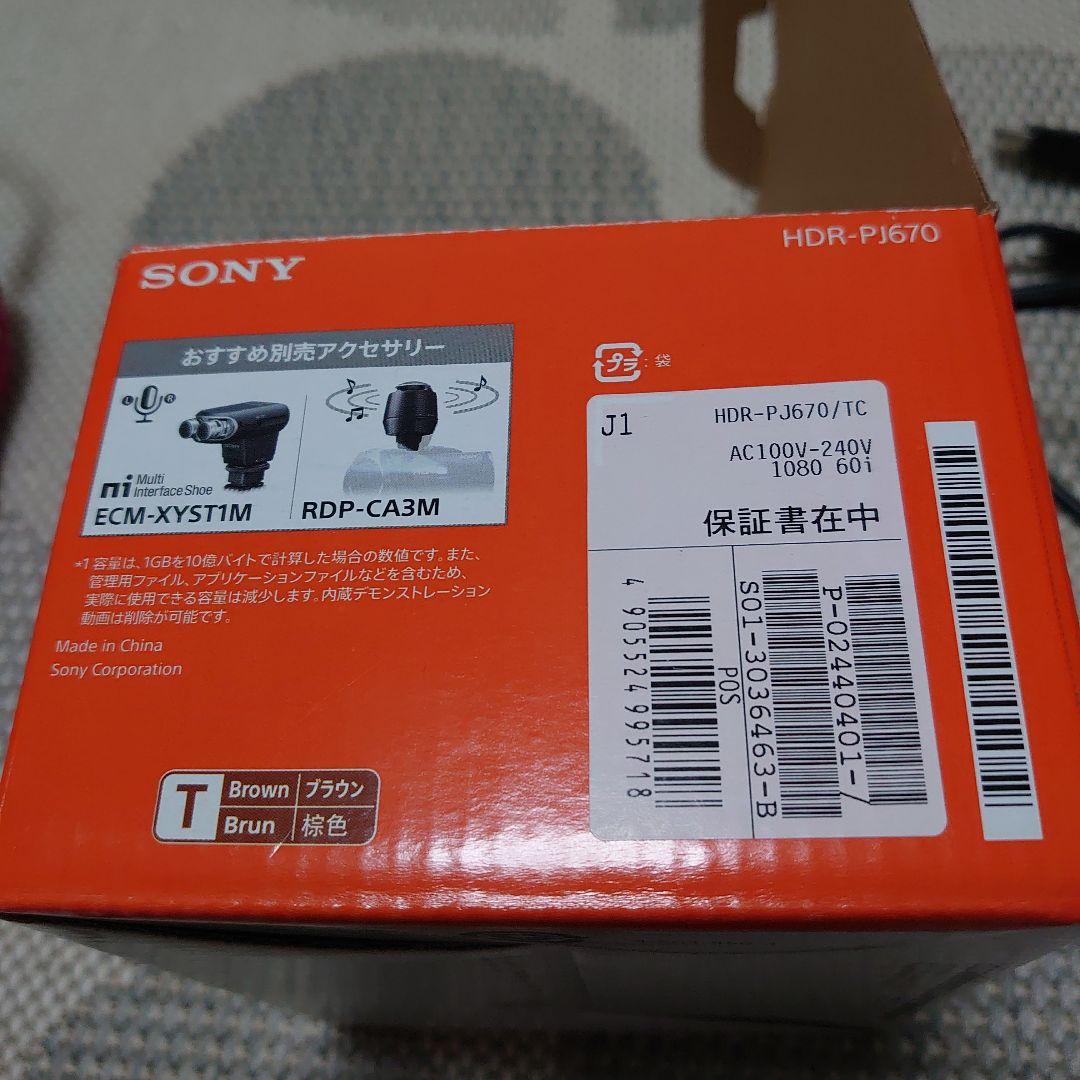 SONY
HDR-PJ670
おすすめ別売アクセサリー
L R
SONY
Multi
Interface Shoe
ECM-XYST1M
RDP-CA3M
*1 容量は、1GBを10億バイトで計算した場合の数値です。また、
管理用ファイル、アプリケーションファイルなどを含むため、
実際に使用できる容量は減少します。内蔵デモンストレーション
動画は削除が可能です。
Made in China
Sony Corporation
T
Brown ブラウン
Brun 棕色
プラ : 袋
J1
HDR-PJ670/TC
AC100V-240V
1080 60i
保証書在中
4 905524 995718
POS
S01-3036463-B
P-02440401-/